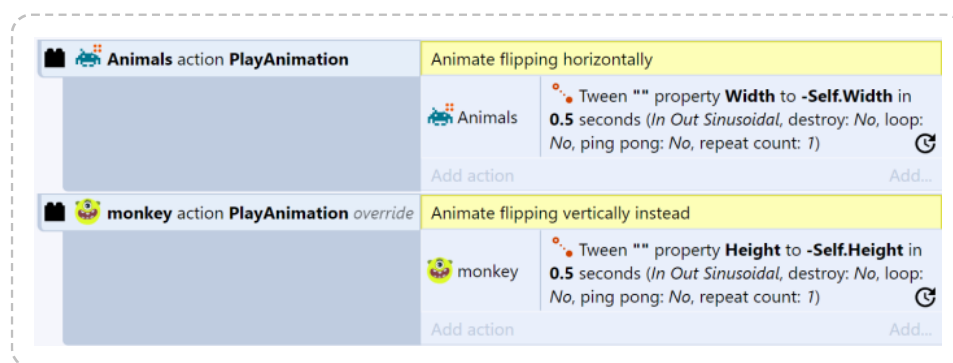 Animals action PlayAnimation
Animate flipping horizontally
Animals
Tween "" property Width to -Self.Width in
0.5 seconds (In Out Sinusoidal, destroy: No, loop:
No, ping pong: No, repeat count: 1)
Add action
Add...
monkey action PlayAnimation override
Animate flipping vertically instead
monkey
Tween "" property Height to -Self.Height in
0.5 seconds (In Out Sinusoidal, destroy: No, loop:
No, ping pong: No, repeat count: 1)
Add action
Add...